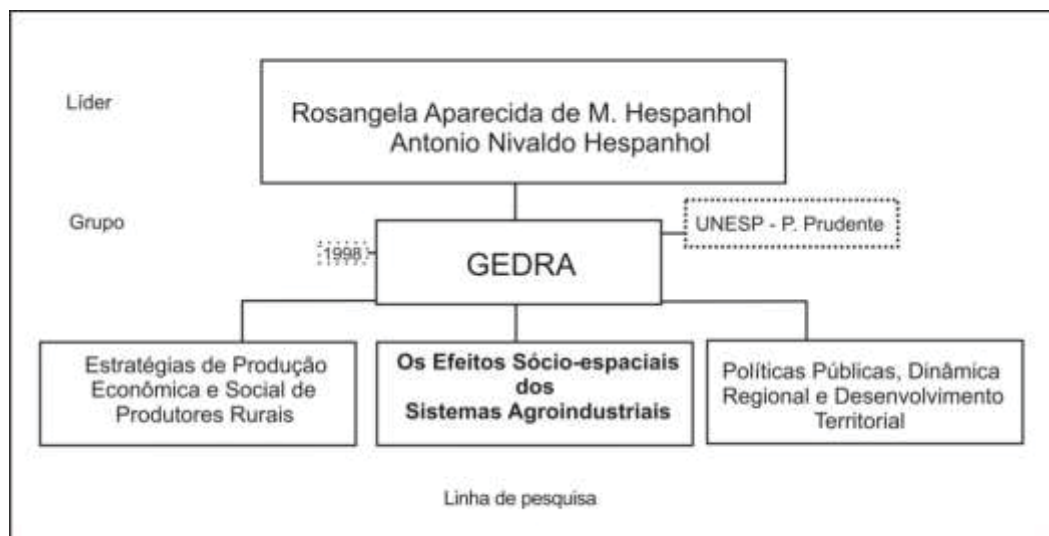 Líder
Rosangela Aparecida de M. Hespanhol
Antonio Nivaldo Hespanhol
Grupo
UNESP - P. Prudente
1998
GEDRA
Estratégias de Produção
Econômica e Social de
Produtores Rurais
Os Efeitos Sócio-espaciais
dos
Sistemas Agroindustriais
Políticas Públicas, Dinâmica
Regional e Desenvolvimento
Territorial
Linha de pesquisa